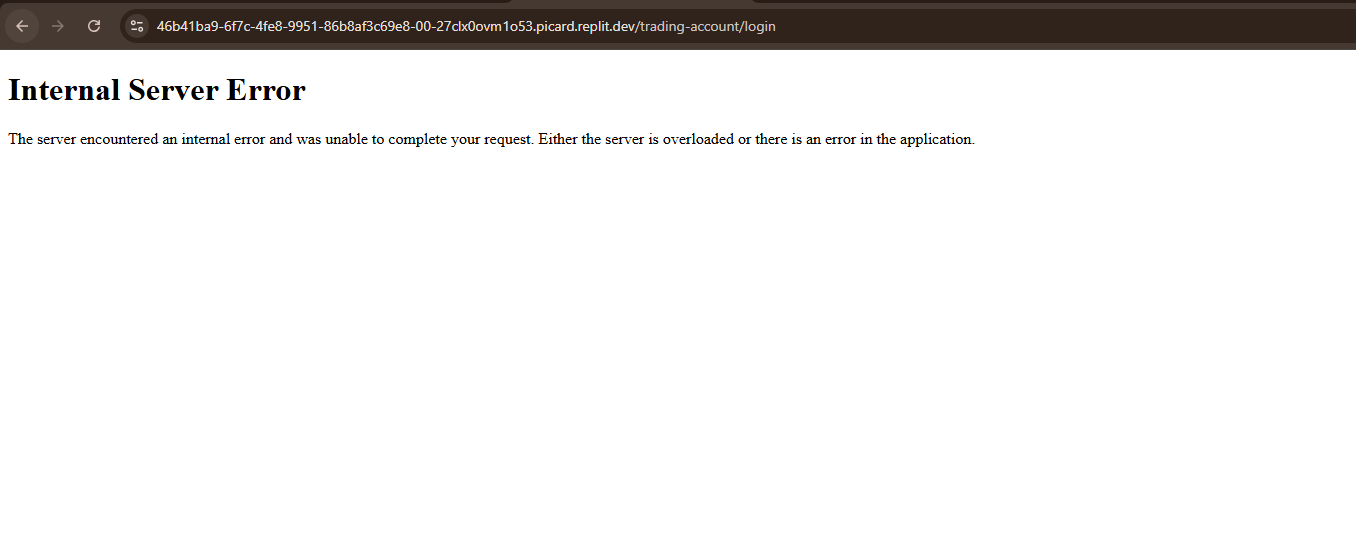 46b41ba9-6f7c-4fe8-9951-86b8af3c69e8-00-27clx0ovm1o53.picard.replit.dev/trading-account/login
Internal Server Error
The server encountered an internal error and was unable to complete your request. Either the server is overloaded or there is an error in the application.